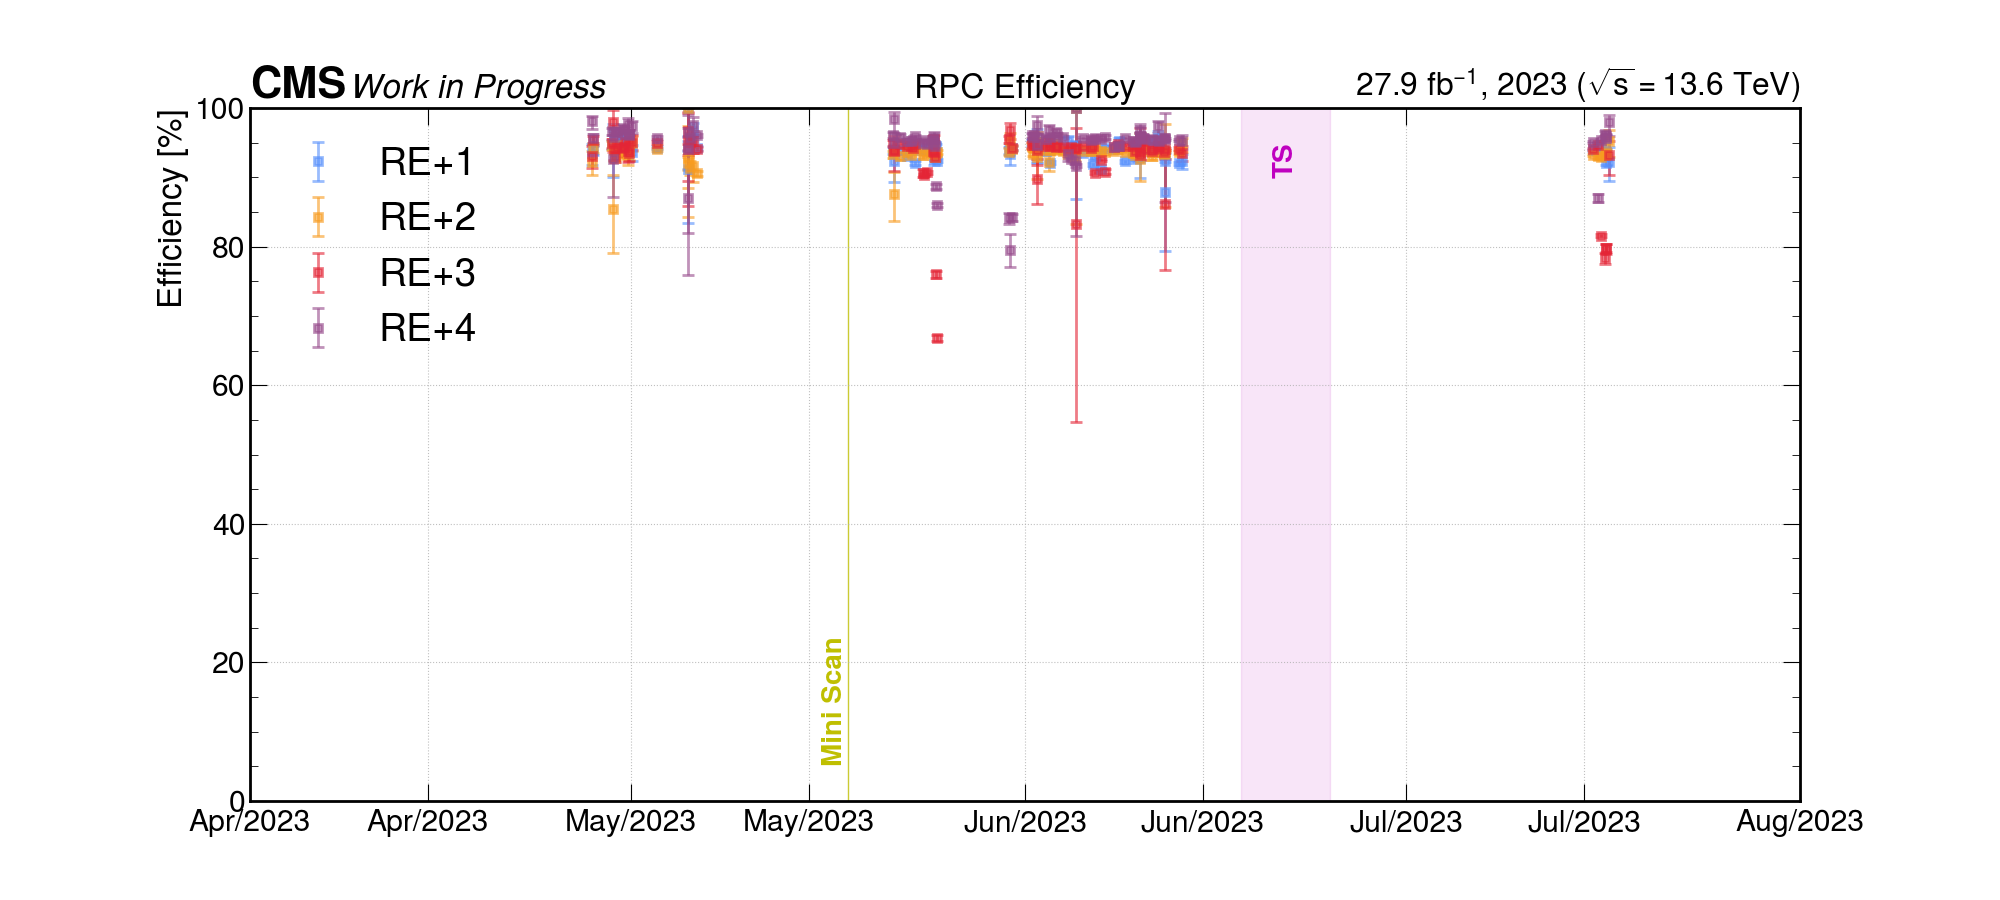 CMS Work in Progress RPC Efficiency 27.9 fb⁻¹, 2023 (√s = 13.6 TeV)
Efficiency [%]
100
80
60
40
20
0
RE+1
RE+2
RE+3
RE+4
Mini Scan
TS
Apr/2023 Apr/2023 May/2023 May/2023 Jun/2023 Jun/2023 Jul/2023 Jul/2023 Aug/2023